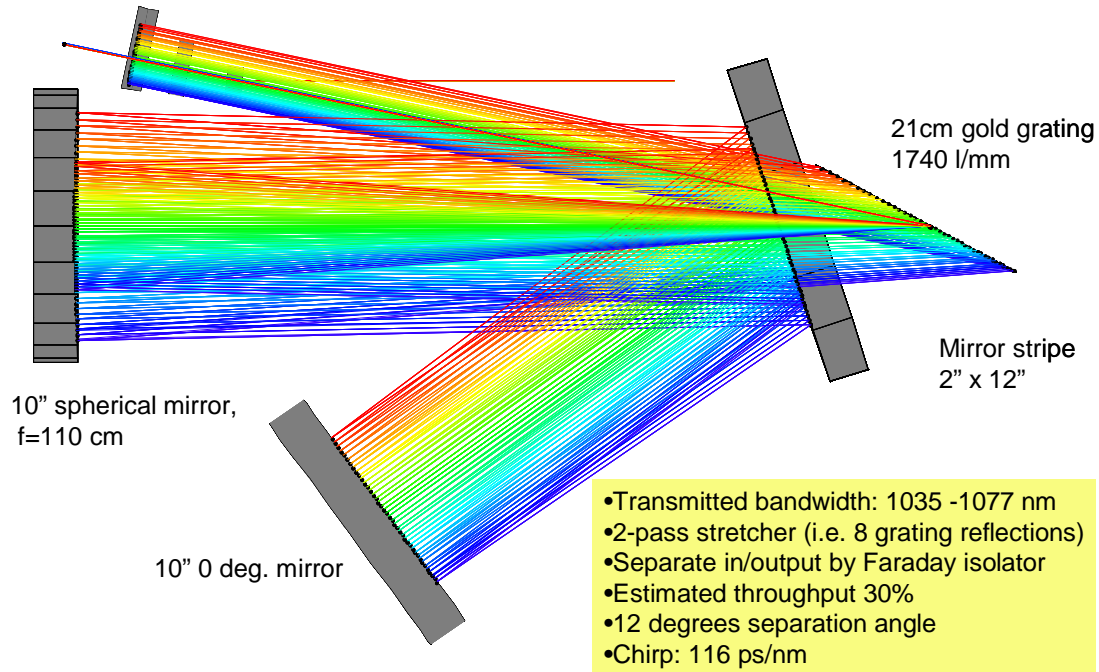 21cm gold grating
1740 l/mm
Mirror stripe
2” x 12”
10” spherical mirror,
f=110 cm
10” 0 deg. mirror
•Transmitted bandwidth: 1035 -1077 nm
•2-pass stretcher (i.e. 8 grating reflections)
•Separate in/output by Faraday isolator
•Estimated throughput 30%
•12 degrees separation angle
•Chirp: 116 ps/nm